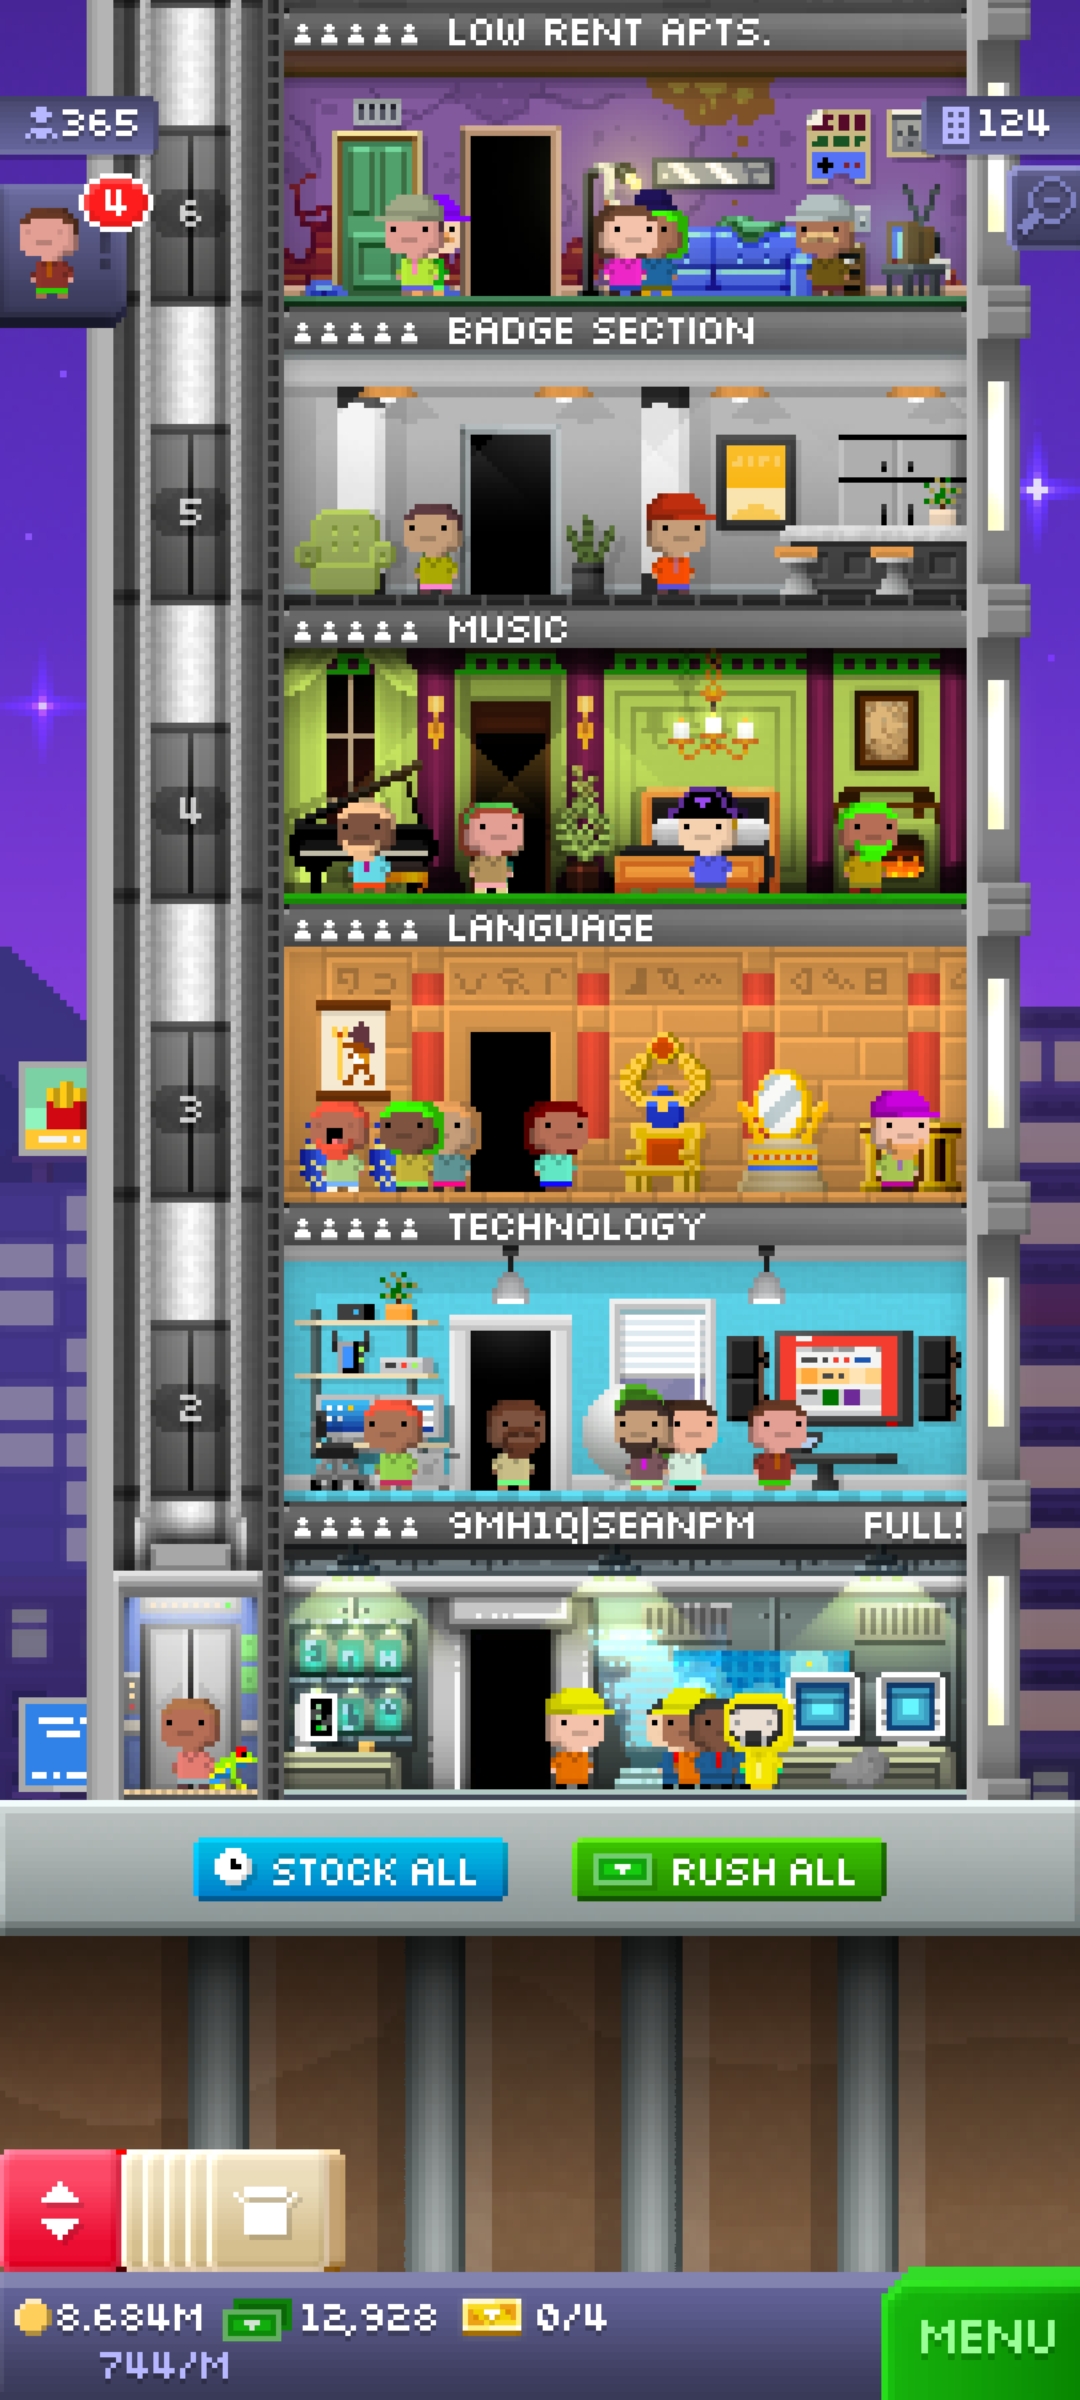 LOW RENT APTS.
365
124
4
6
BADGE SECTION
5
MUSIC
4
LANGUAGE
3
TECHNOLOGY
2
9MH1Q|SEANPM FULL!
STOCK ALL
RUSH ALL
8.684M 12,928 0/4
744/M
MENU